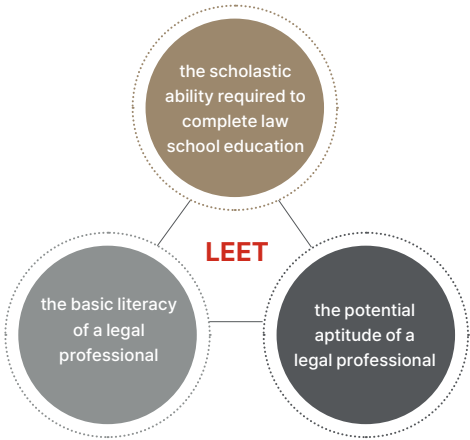 the scholastic
ability required to
complete law
school education
LEET
the basic literacy
of a legal
professional
the potential
aptitude of a
legal professional